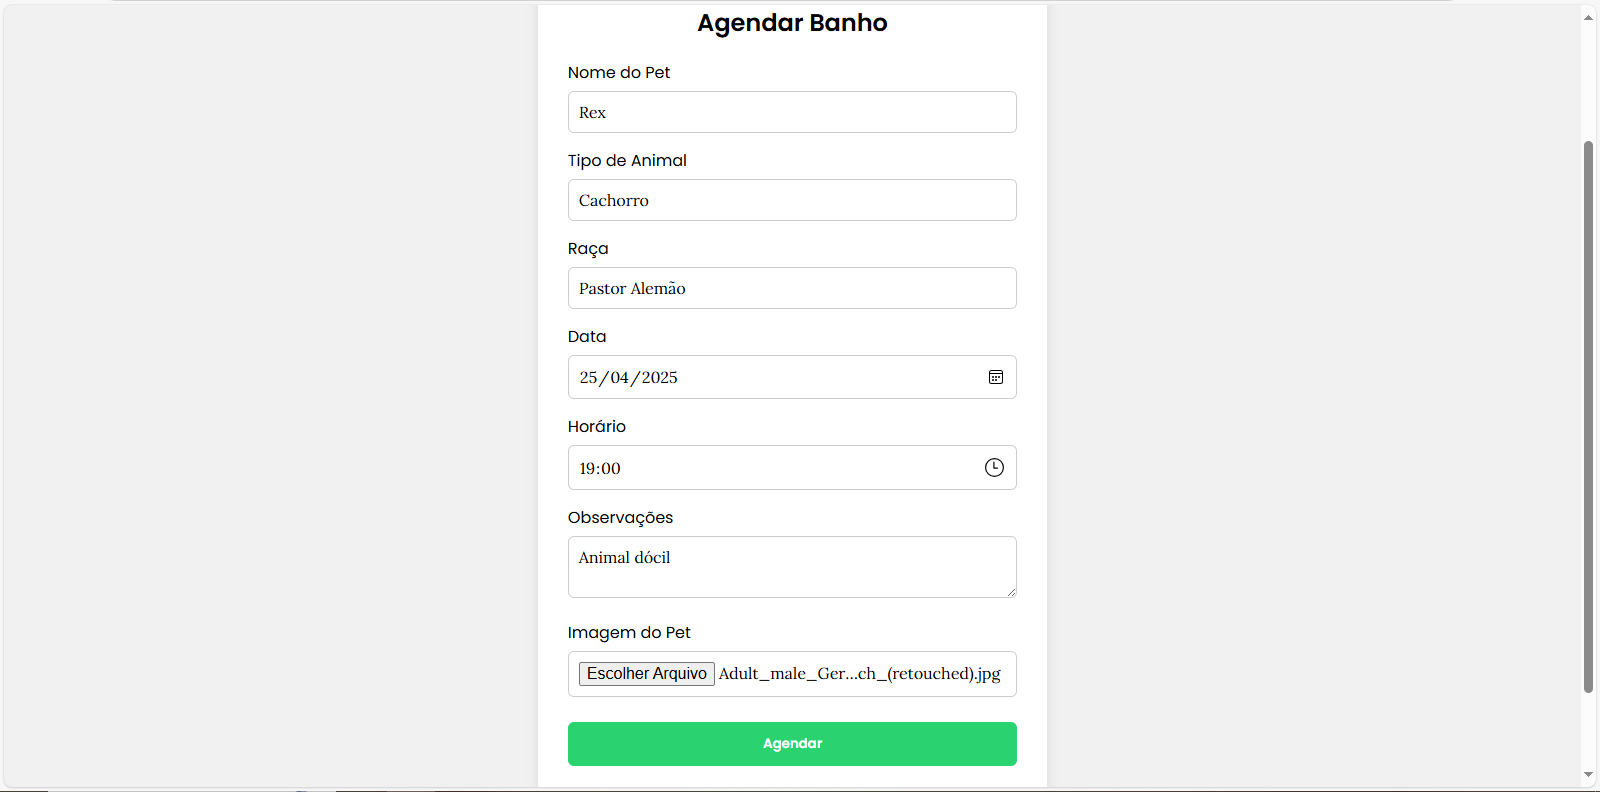 Agendar Banho
Nome do Pet
Rex
Tipo de Animal
Cachorro
Raça
Pastor Alemão
Data
25/04/2025
Horário
19:00
Observações
Animal dócil
Imagem do Pet
Escolher Arquivo Adult_male_Ger...ch_(retouched).jpg
Agendar